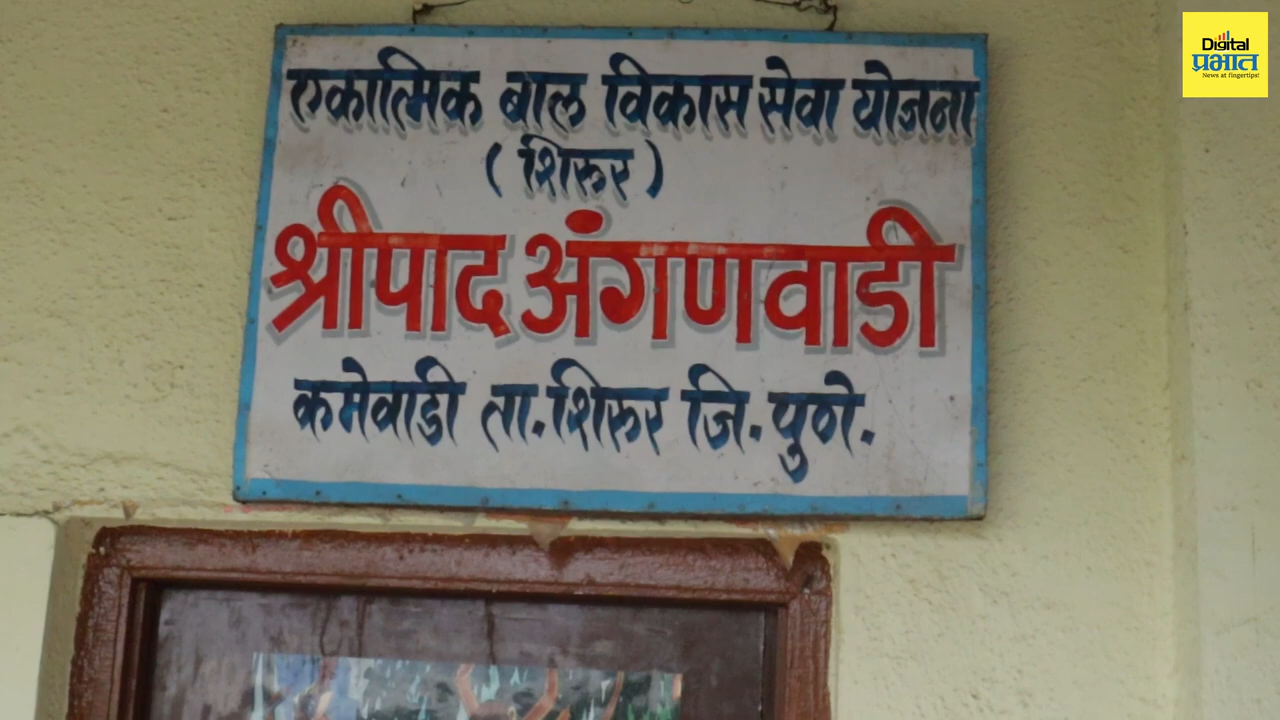 एकात्मिक बाल विकास सेवा योजना
( शिरुर )
श्रीपाद अंगणवाडी
कमेवाडी ता. शिरुर जि. पुणे.
Digital
प्रभात
News at fingertips!